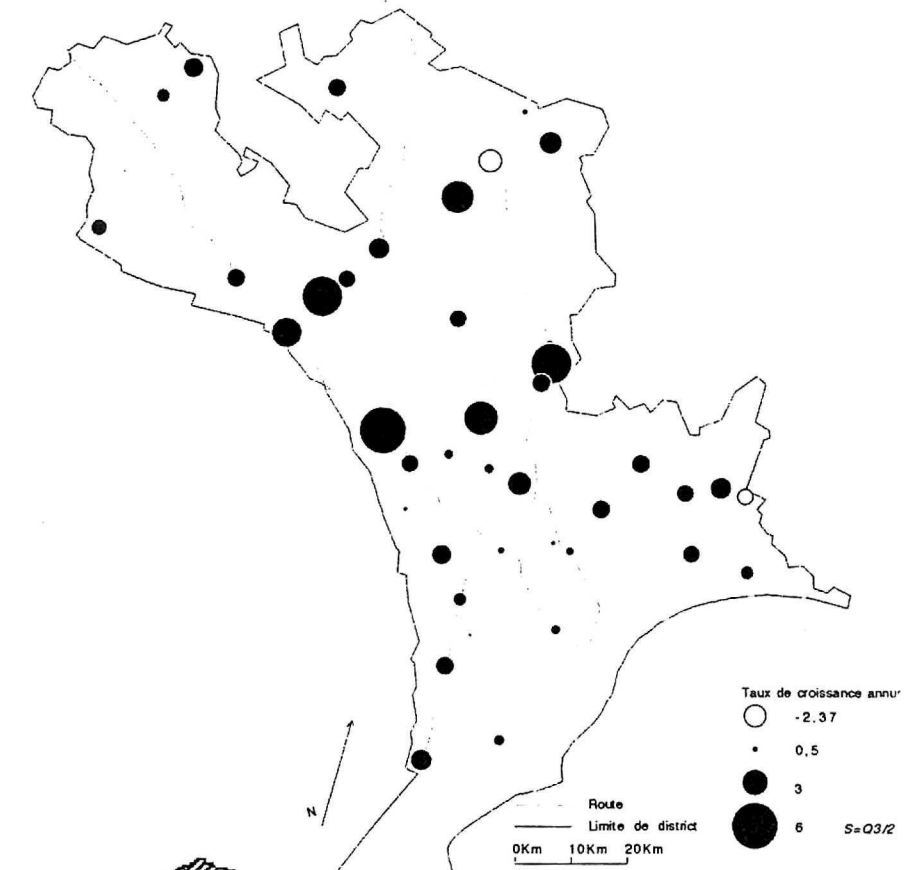 Taux de croissance annu
-2,37
0,5
3
6 S=Q3/2
N
Route
Limite de district
0Km 10Km 20Km